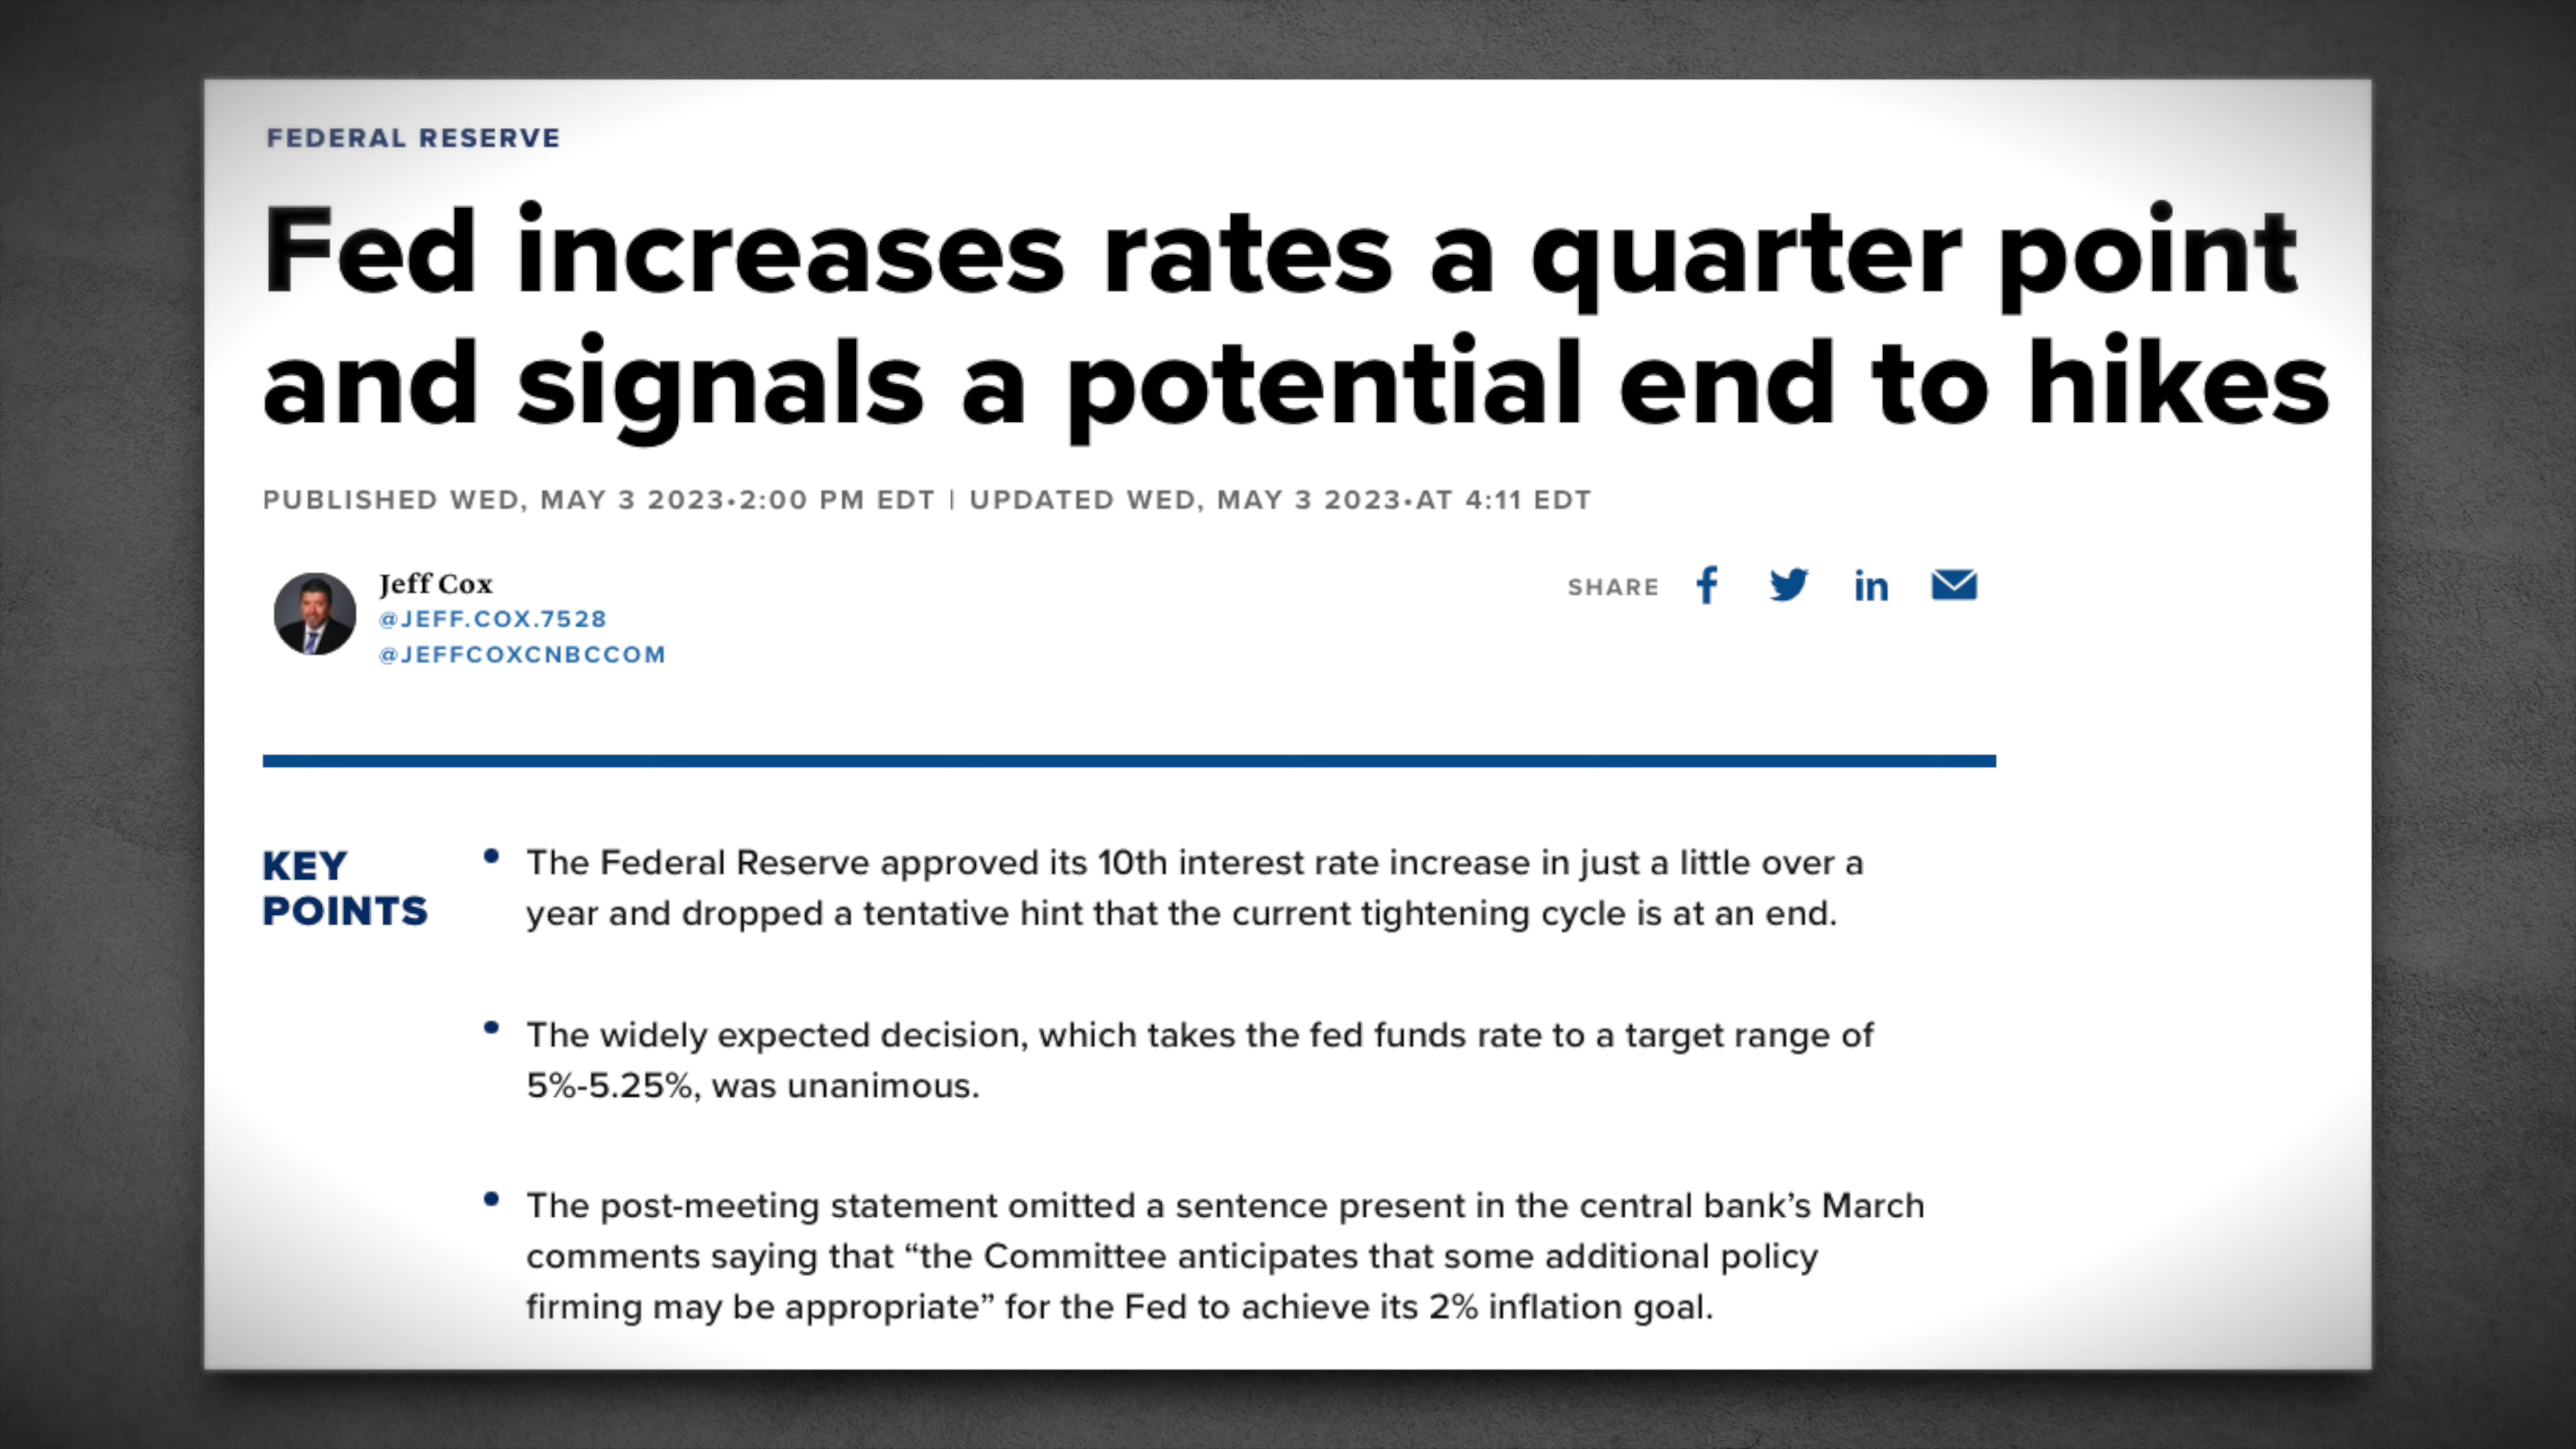 FEDERAL RESERVE
Fed increases rates a quarter point
and signals a potential end to hikes
PUBLISHED WED, MAY 3 2023•2:00 PM EDT | UPDATED WED, MAY 3 2023•AT 4:11 EDT
Jeff Cox
@JEFF.COX.7528
@JEFFCOXCNBCCOM
SHARE f in
KEY
POINTS
• The Federal Reserve approved its 10th interest rate increase in just a little over a
year and dropped a tentative hint that the current tightening cycle is at an end.
• The widely expected decision, which takes the fed funds rate to a target range of
5%-5.25%, was unanimous.
• The post-meeting statement omitted a sentence present in the central bank’s March
comments saying that “the Committee anticipates that some additional policy
firming may be appropriate” for the Fed to achieve its 2% inflation goal.